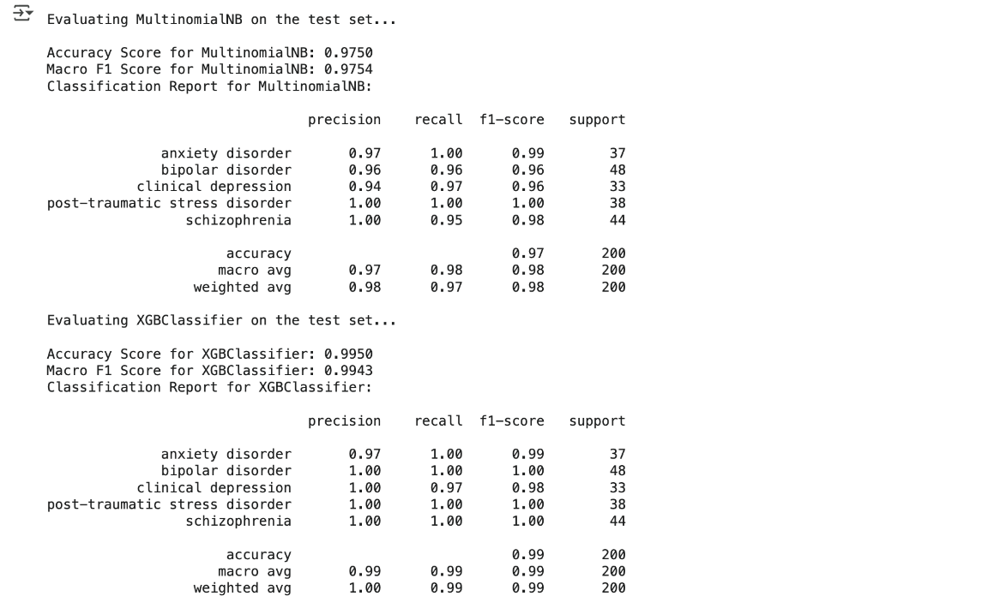 Evaluating MultinomialNB on the test set...
Accuracy Score for MultinomialNB: 0.9750
Macro F1 Score for MultinomialNB: 0.9754
Classification Report for MultinomialNB:
precision recall f1-score support
anxiety disorder 0.97 1.00 0.99 37
bipolar disorder 0.96 0.96 0.96 48
clinical depression 0.94 0.97 0.96 33
post-traumatic stress disorder 1.00 1.00 1.00 38
schizophrenia 1.00 0.95 0.98 44
accuracy 0.97 200
macro avg 0.97 0.98 0.98 200
weighted avg 0.98 0.97 0.98 200
Evaluating XGBClassifier on the test set...
Accuracy Score for XGBClassifier: 0.9950
Macro F1 Score for XGBClassifier: 0.9943
Classification Report for XGBClassifier:
precision recall f1-score support
anxiety disorder 0.97 1.00 0.99 37
bipolar disorder 1.00 1.00 1.00 48
clinical depression 1.00 0.97 0.98 33
post-traumatic stress disorder 1.00 1.00 1.00 38
schizophrenia 1.00 1.00 1.00 44
accuracy 0.99 200
macro avg 0.99 0.99 0.99 200
weighted avg 1.00 0.99 0.99 200